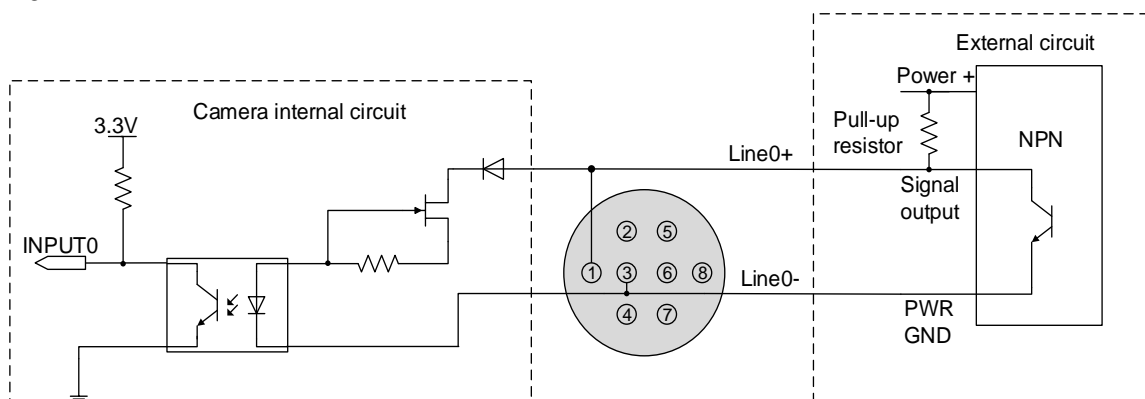 External circuit
Camera internal circuit
Power +
3.3V
Pull-up
resistor
NPN
Line0+
Signal
output
② ⑤
INPUT0
① ③ ⑥ ⑧
Line0-
④ ⑦
PWR
GND